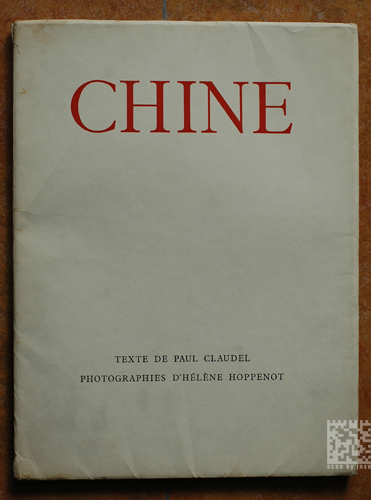 CHINE
TEXTE DE PAUL CLAUDEL
PHOTOGRAPHIES D'HÉLÈNE HOPPENOT